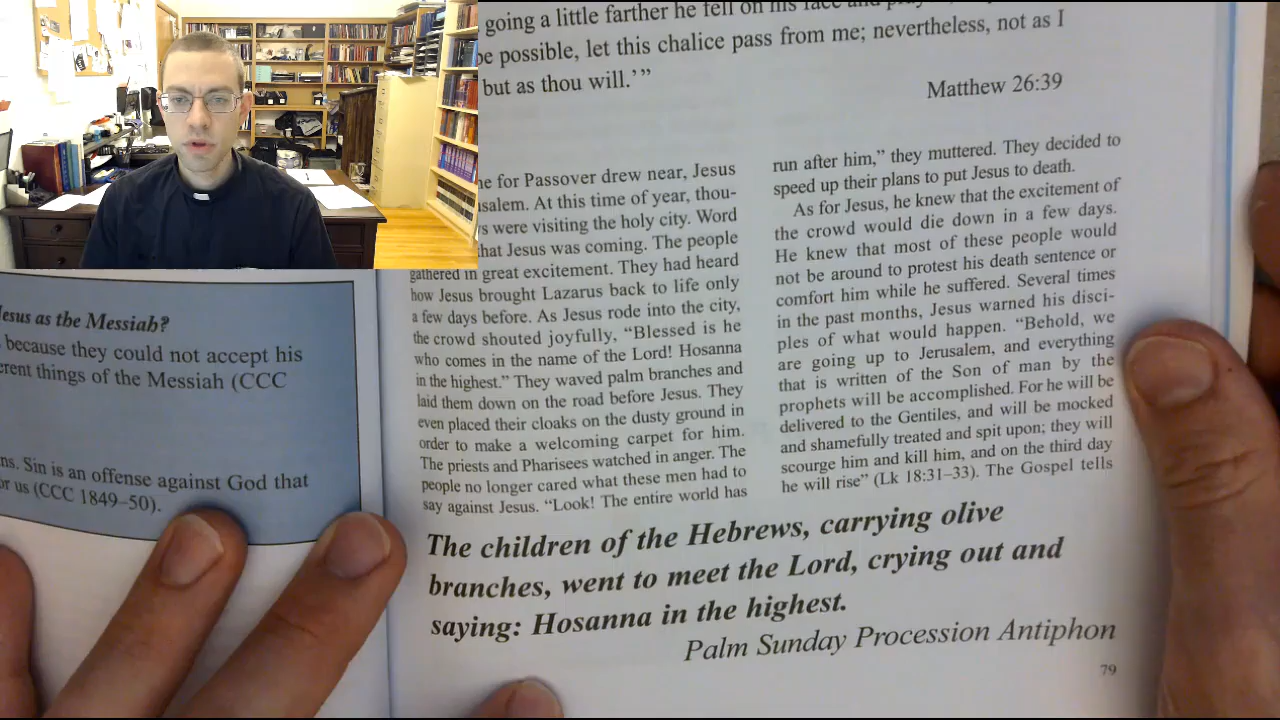 going a little farther he fell on his face and
be possible, let this chalice pass from me; nevertheless, not as I
but as thou will.’”
Matthew 26:39
Jesus as the Messiah?
because they could not accept his
erent things of the Messiah (CCC
ns. Sin is an offense against God that
or us (CCC 1849–50).
ne for Passover drew near, Jesus
salem. At this time of year, thou-
s were visiting the holy city. Word
that Jesus was coming. The people
gathered in great excitement. They had heard
how Jesus brought Lazarus back to life only
a few days before. As Jesus rode into the city,
the crowd shouted joyfully, “Blessed is he
who comes in the name of the Lord! Hosanna
in the highest.” They waved palm branches and
laid them down on the road before Jesus. They
even placed their cloaks on the dusty ground in
order to make a welcoming carpet for him.
The priests and Pharisees watched in anger. The
people no longer cared what these men had to
say against Jesus. “Look! The entire world has
run after him,” they muttered. They decided to
speed up their plans to put Jesus to death.
As for Jesus, he knew that the excitement of
the crowd would die down in a few days.
He knew that most of these people would
not be around to protest his death sentence or
comfort him while he suffered. Several times
in the past months, Jesus warned his disci-
ples of what would happen. “Behold, we
are going up to Jerusalem, and everything
that is written of the Son of man by the
prophets will be accomplished. For he will be
delivered to the Gentiles, and will be mocked
and shamefully treated and spit upon; they will
scourge him and kill him, and on the third day
he will rise” (Lk 18:31–33). The Gospel tells
The children of the Hebrews, carrying olive
branches, went to meet the Lord, crying out and
saying: Hosanna in the highest.
Palm Sunday Procession Antiphon
79